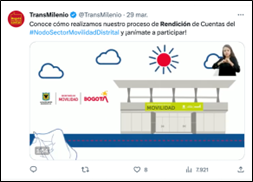 TransMilenio @TransMilenio · 29 mar.
Conoce cómo realizamos nuestro proceso de Rendición de Cuentas del
#NodoSectorMovilidadDistrital y ¡anímate a participar!
MOVILIDAD
BOGOTÁ
MOVILIDAD
8
7.921